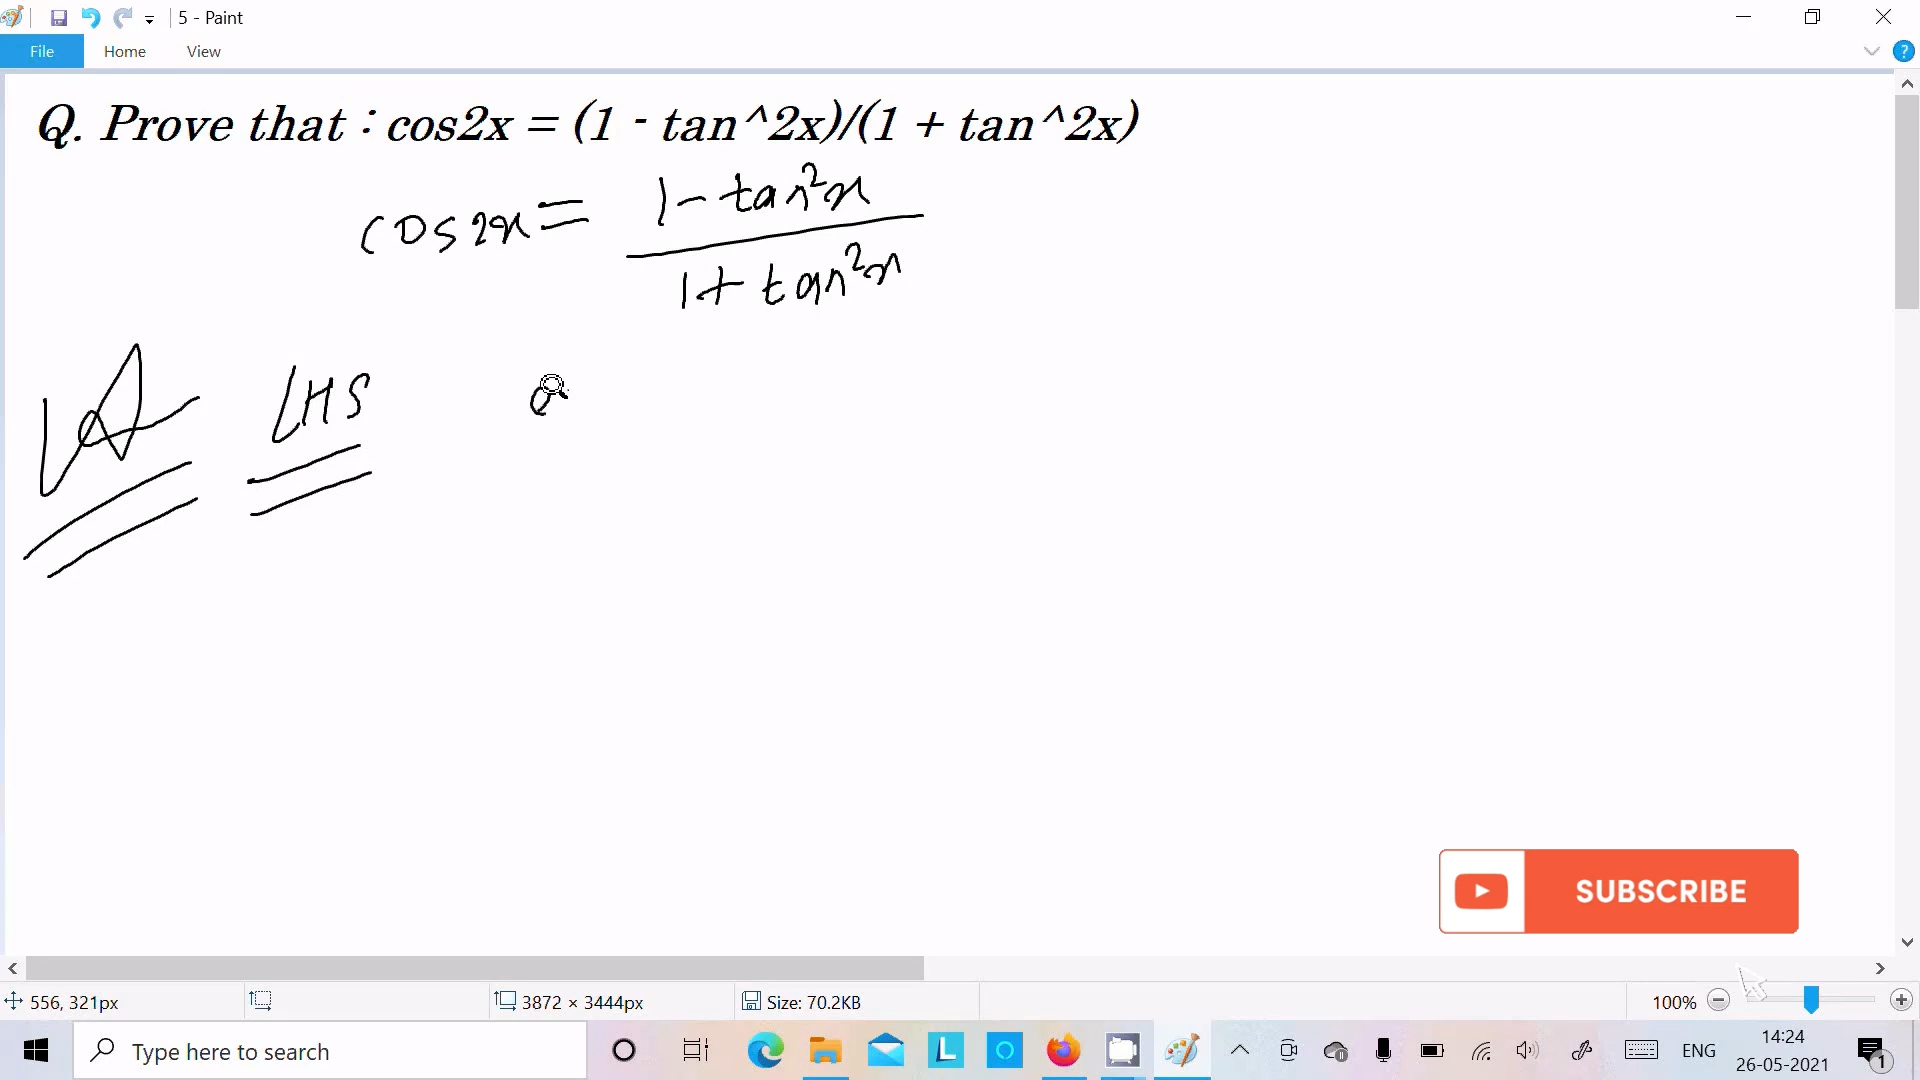 5 - Paint
File Home View
Q. Prove that : cos2x = (1 - tan^2x)/(1 + tan^2x)
cos2x = 1 - tan²x
1 + tan²x
LHS
SUBSCRIBE
556, 321px 3872 × 3444px Size: 70.2KB 100%
Type here to search
L
ENG
14:24
26-05-2021
1